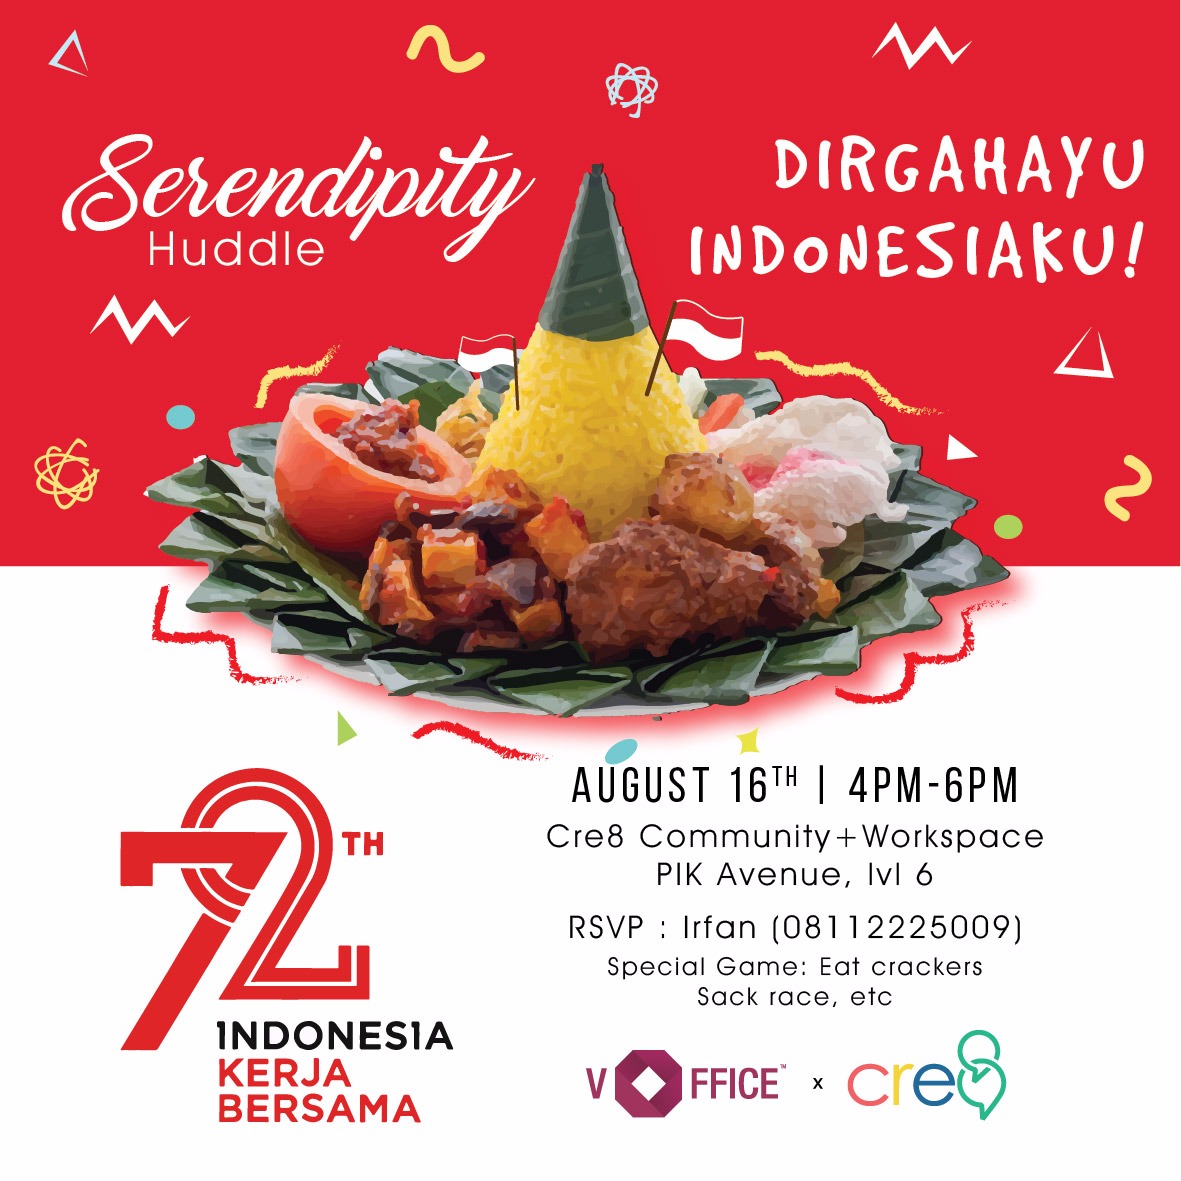 Serendipity
Huddle
DIRGAHAYU
INDONESIAKU!
72TH
INDONESIA
KERJA
BERSAMA
AUGUST 16TH | 4PM-6PM
Cre8 Community+Workspace
PIK Avenue, lvl 6
RSVP : Irfan (08112225009)
Special Game: Eat crackers
Sack race, etc
VOFFICE™ x cre8